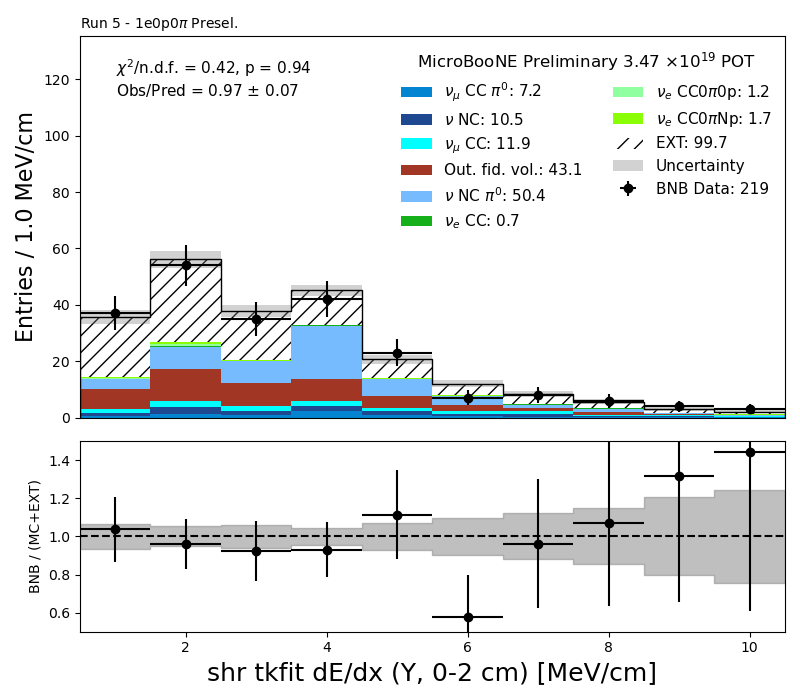 Run 5 - 1e0p0π Presel.
χ²/n.d.f. = 0.42, p = 0.94
Obs/Pred = 0.97 ± 0.07
MicroBooNE Preliminary 3.47 ×10¹⁹ POT
ν_μ CC π⁰: 7.2
ν NC: 10.5
ν_μ CC: 11.9
Out. fid. vol.: 43.1
ν NC π⁰: 50.4
ν_e CC: 0.7
ν_e CC0π0p: 1.2
ν_e CC0πNp: 1.7
EXT: 99.7
Uncertainty
BNB Data: 219
Entries / 1.0 MeV/cm
120
100
80
60
40
20
0
BNB / (MC+EXT)
1.4
1.2
1.0
0.8
0.6
2 4 6 8 10
shr tkfit dE/dx (Y, 0-2 cm) [MeV/cm]